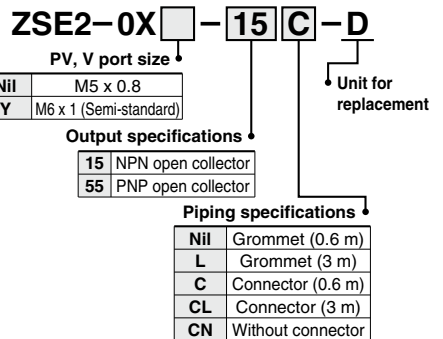 ZSE2-0X□-15C-D
PV, V port size
Nil M5 x 0.8
Y M6 x 1 (Semi-standard)
Unit for
replacement
Output specifications
15 NPN open collector
55 PNP open collector
Piping specifications
Nil Grommet (0.6 m)
L Grommet (3 m)
C Connector (0.6 m)
CL Connector (3 m)
CN Without connector